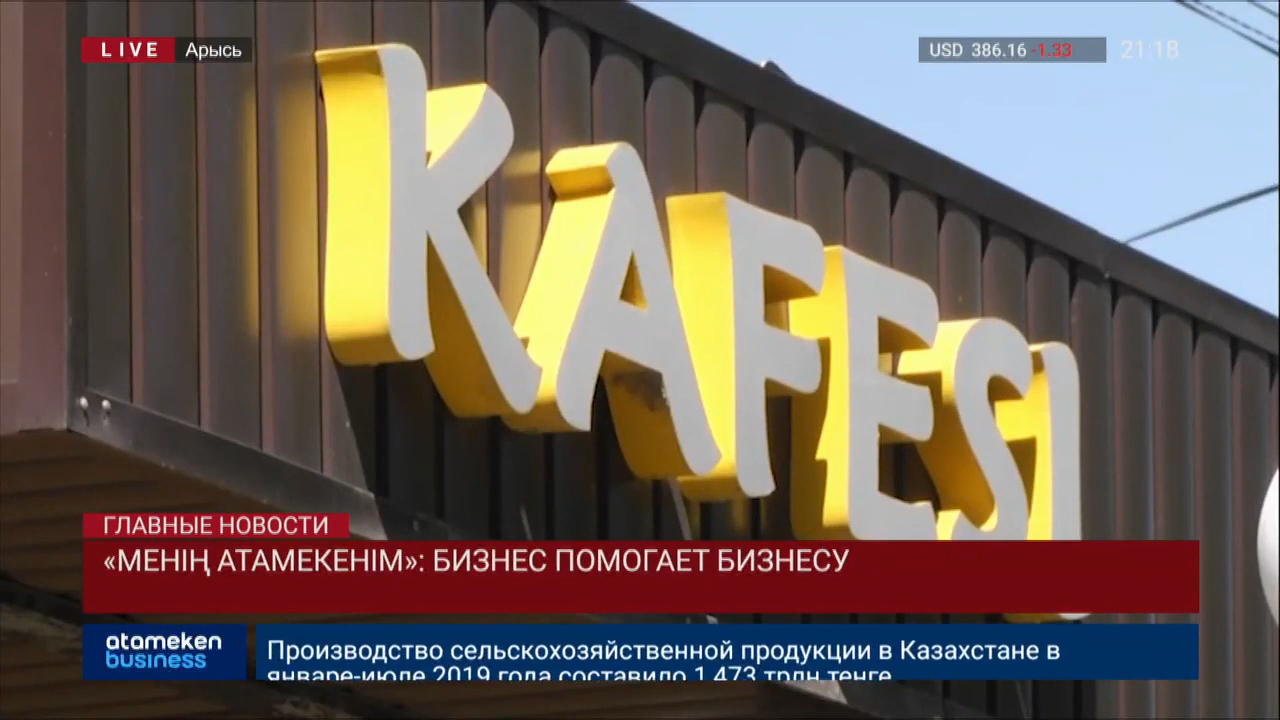 LIVE Арысь
USD 386.16 -1.33 21:18
KAFESI
ГЛАВНЫЕ НОВОСТИ
«МЕНІҢ АТАМЕКЕНІМ»: БИЗНЕС ПОМОГАЕТ БИЗНЕСУ
atameken
business
Производство сельскохозяйственной продукции в Казахстане в
январе-июле 2019 года составило 1,473 трлн тенге